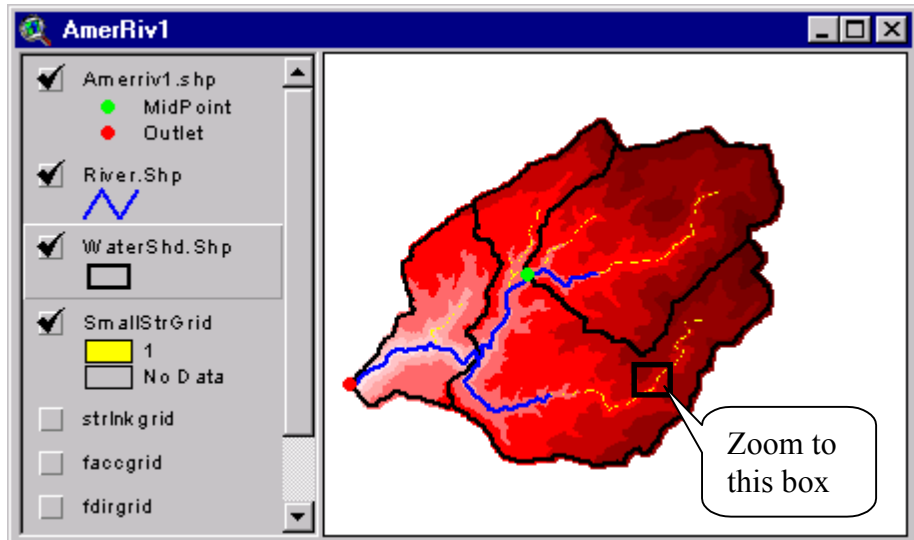 AmerRiv1
Amerriv1.shp
MidPoint
Outlet
River.Shp
WaterShd.Shp
SmallStrGrid
1
No Data
strlnkgrid
faccgrid
fdirgrid
Zoom to
this box